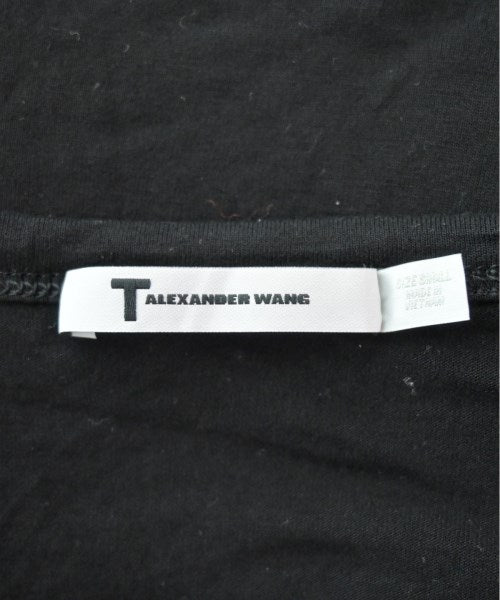 T ALEXANDER WANG
SIZE SMALL
MADE IN
VIETNAM